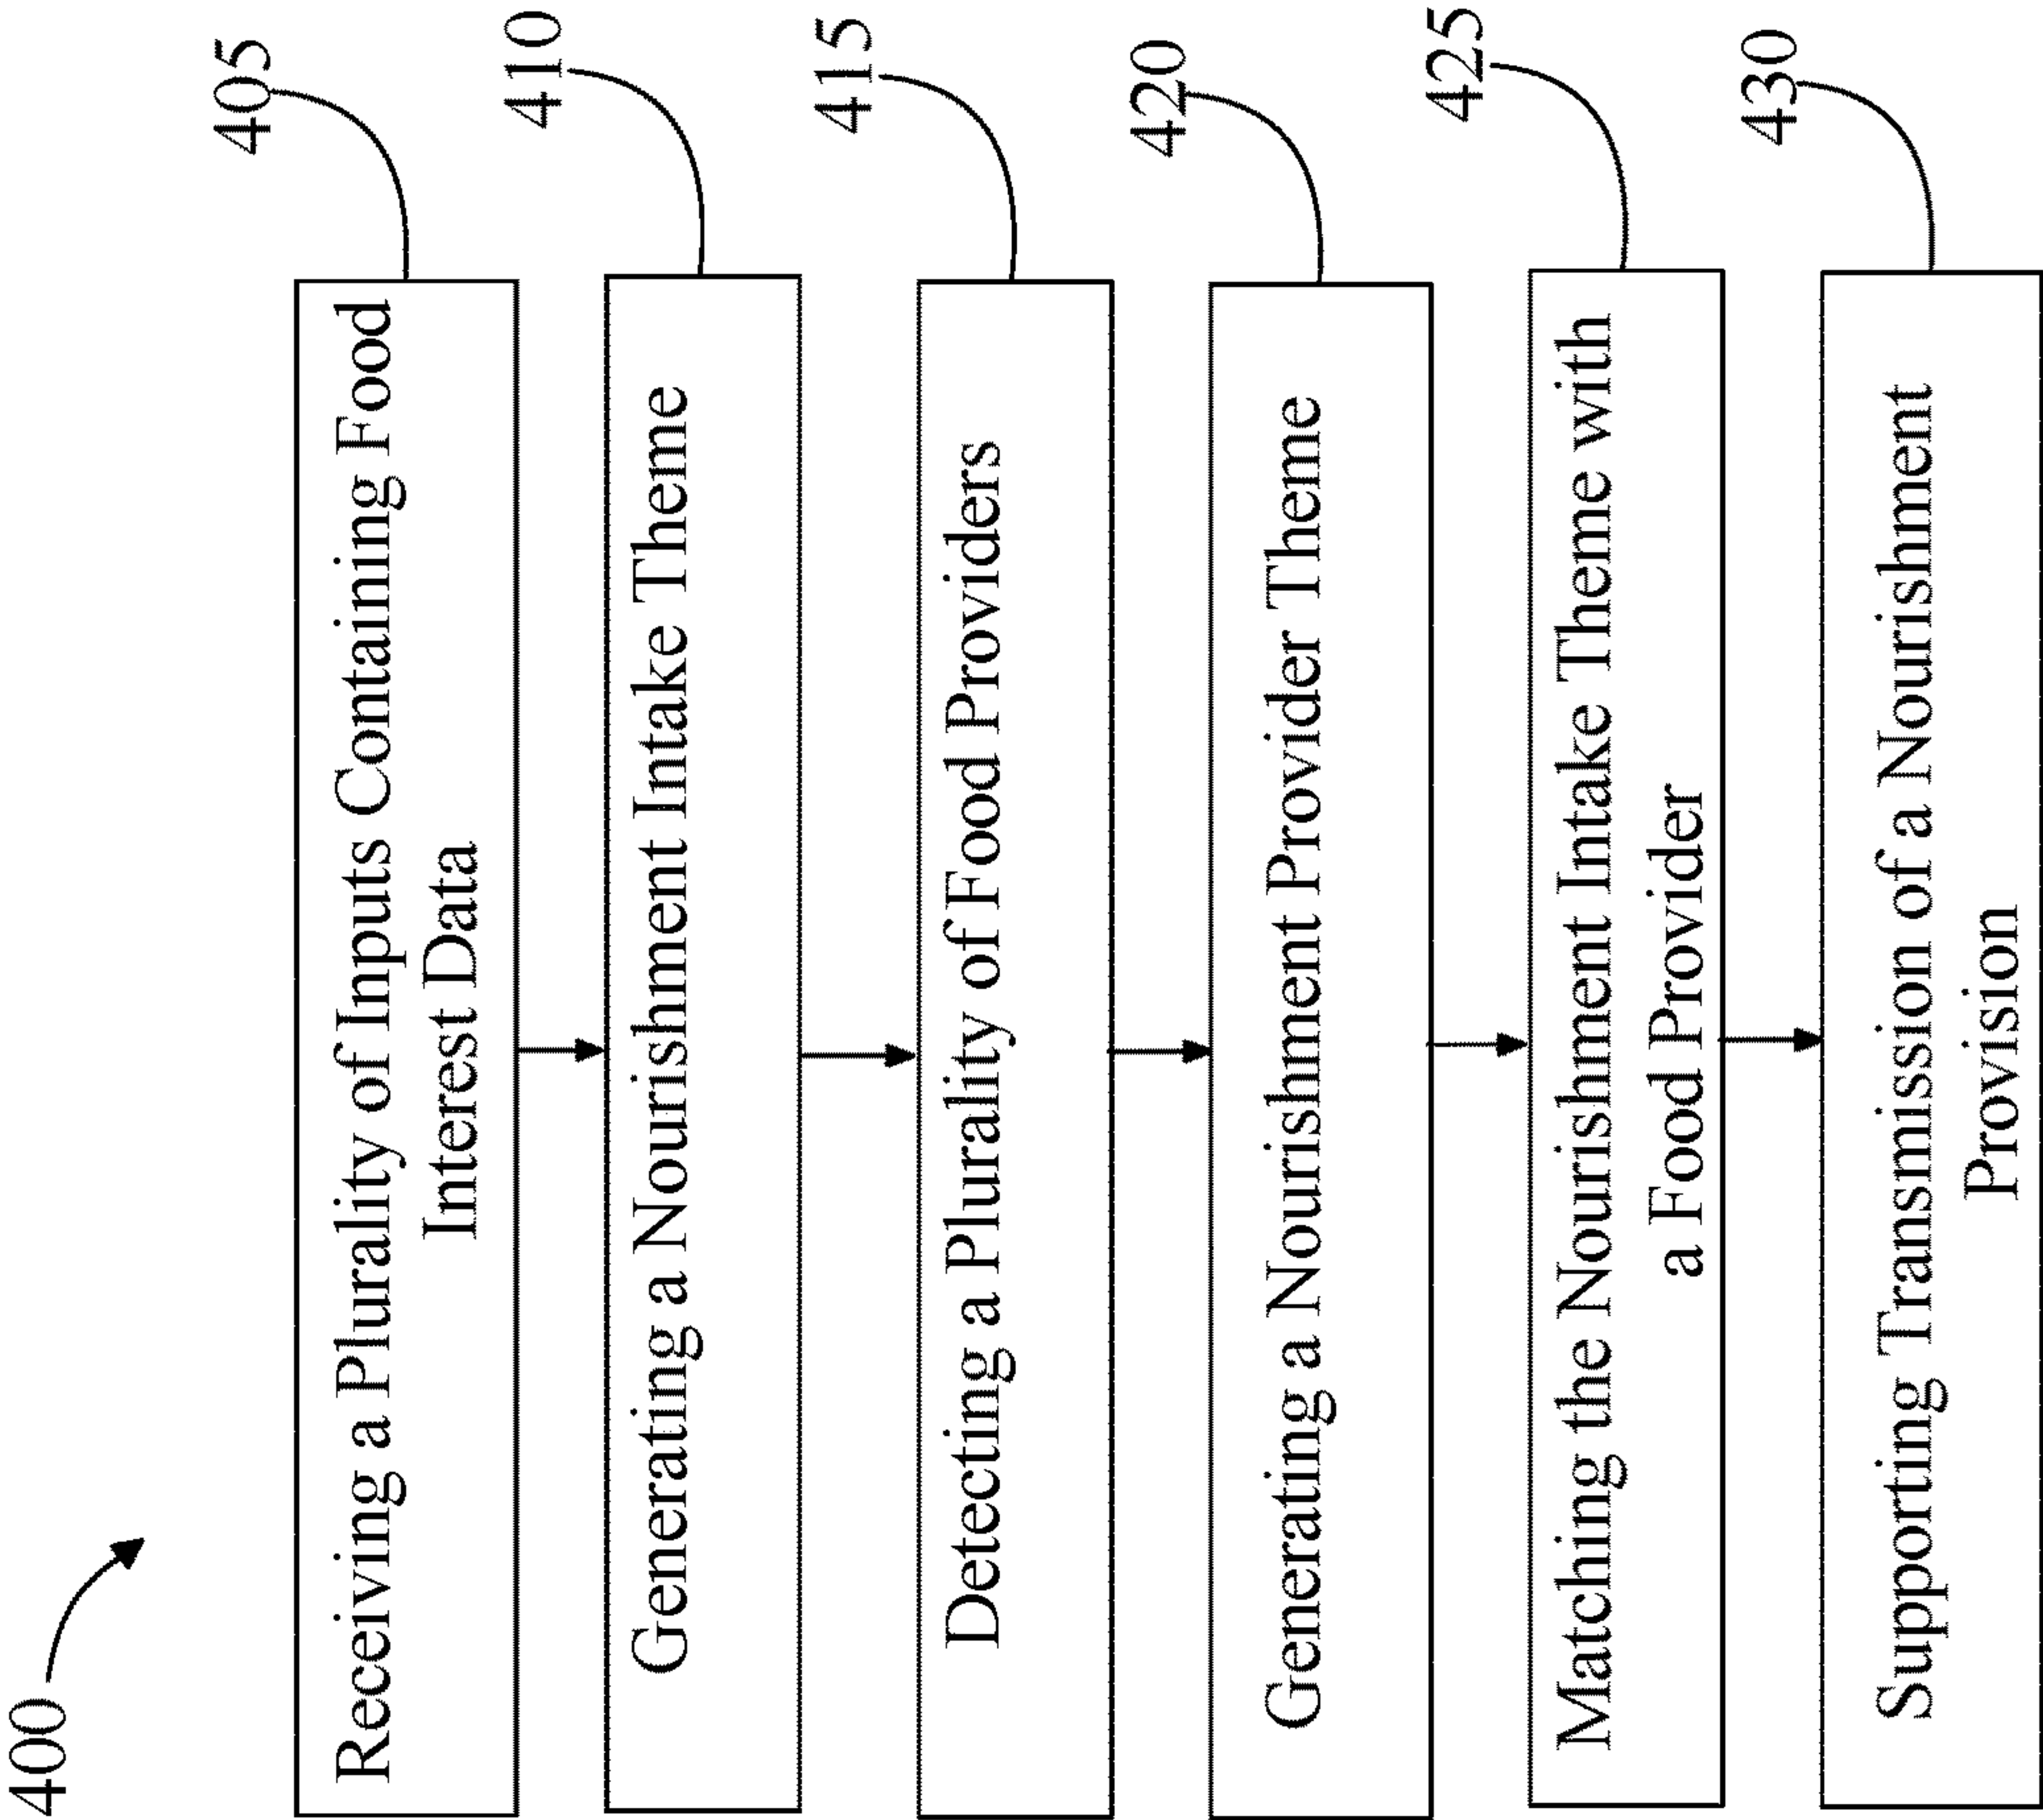 400
405
Receiving a Plurality of Inputs Containing Food
Interest Data
410
Generating a Nourishment Intake Theme
415
Detecting a Plurality of Food Providers
420
Generating a Nourishment Provider Theme
425
Matching the Nourishment Intake Theme with
a Food Provider
430
Supporting Transmission of a Nourishment
Provision